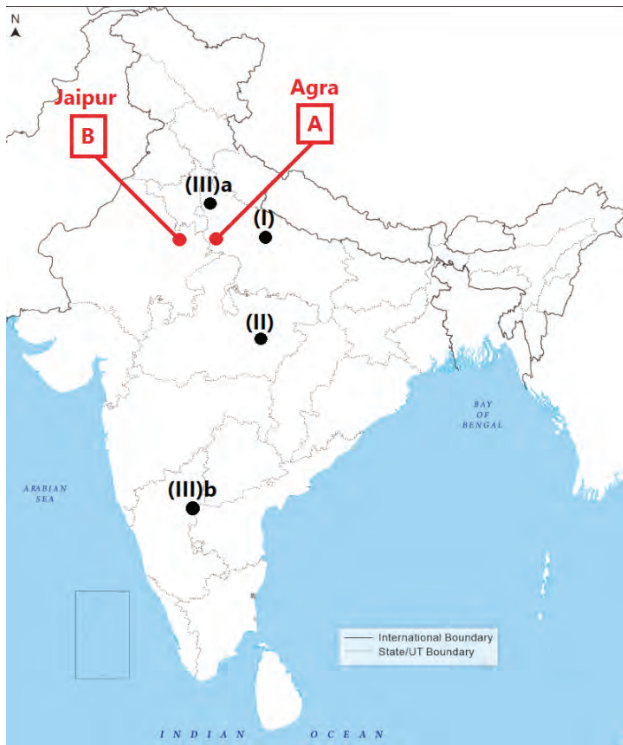 N
Jaipur
B
Agra
A
(III)a
(I)
(II)
BAY
OF
BENGAL
ARABIAN
SEA
(III)b
International Boundary
State/UT Boundary
INDIAN OCEAN